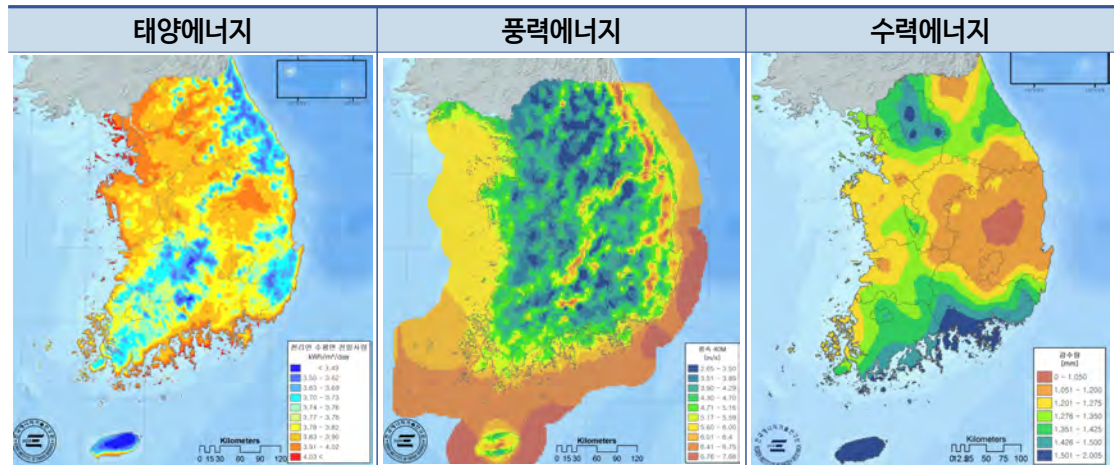 태양에너지
풍력에너지
수력에너지
kWh/m²/day
< 3.49
3.50 - 3.62
3.63 - 3.69
3.70 - 3.73
3.74 - 3.76
3.77 - 3.78
3.79 - 3.82
3.83 - 3.90
3.91 - 4.02
4.03 <
Kilometers
0 15 30 60 90 120
풍속 80M
[m/s]
2.65 - 3.50
3.51 - 3.89
3.90 - 4.29
4.30 - 4.70
4.71 - 5.16
5.17 - 5.59
5.60 - 6.00
6.01 - 6.4
6.41 - 6.75
6.76 - 7.68
Kilometers
0 15 30 60 90 120
강수량
[mm]
0 - 1,050
1,051 - 1,200
1,201 - 1,275
1,276 - 1,350
1,351 - 1,425
1,426 - 1,500
1,501 - 2,005
Kilometers
50 75 100